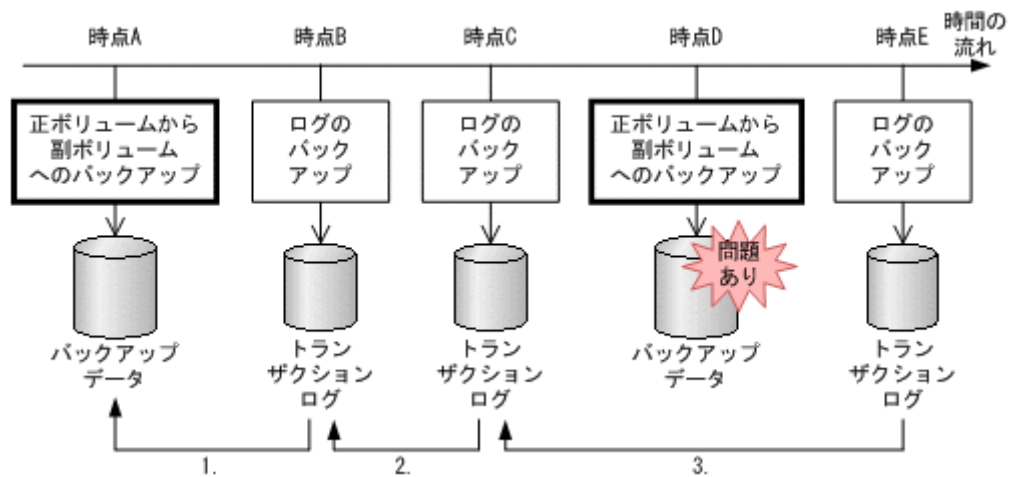 時点A
時点B
時点C
時点D
時点E
時間の
流れ
正ボリュームから
副ボリューム
へのバックアップ
ログの
バック
アップ
ログの
バック
アップ
正ボリュームから
副ボリューム
へのバックアップ
ログの
バック
アップ
問題
あり
バックアップ
データ
トラン
ザクション
ログ
トラン
ザクション
ログ
バックアップ
データ
トラン
ザクション
ログ
1.
2.
3.